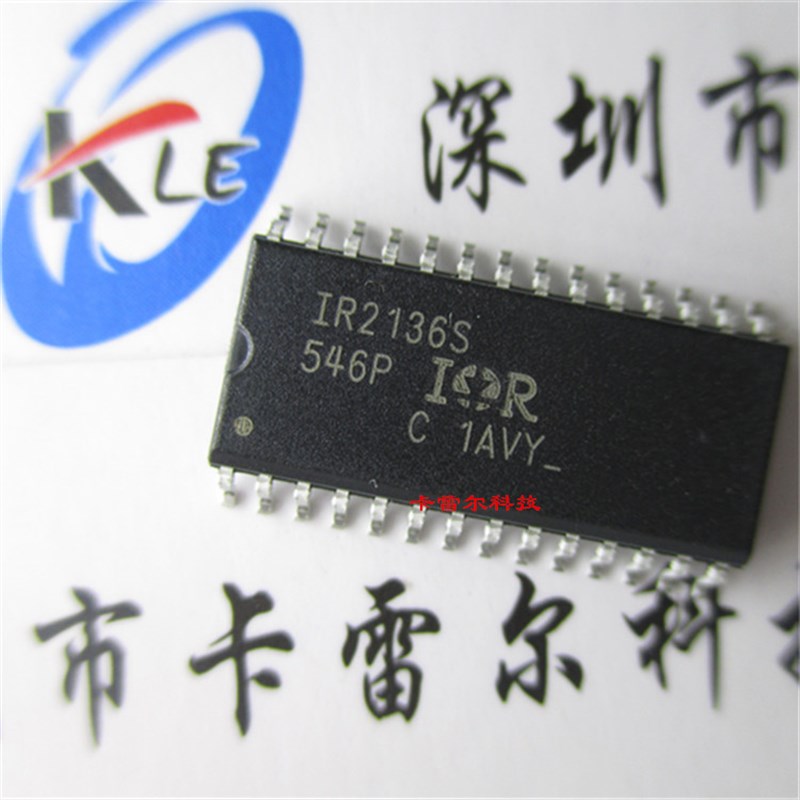 KLE
深圳市
IR2136S
546P IOR
C 1AVY_
卡雷尔科技
市卡雷尔科